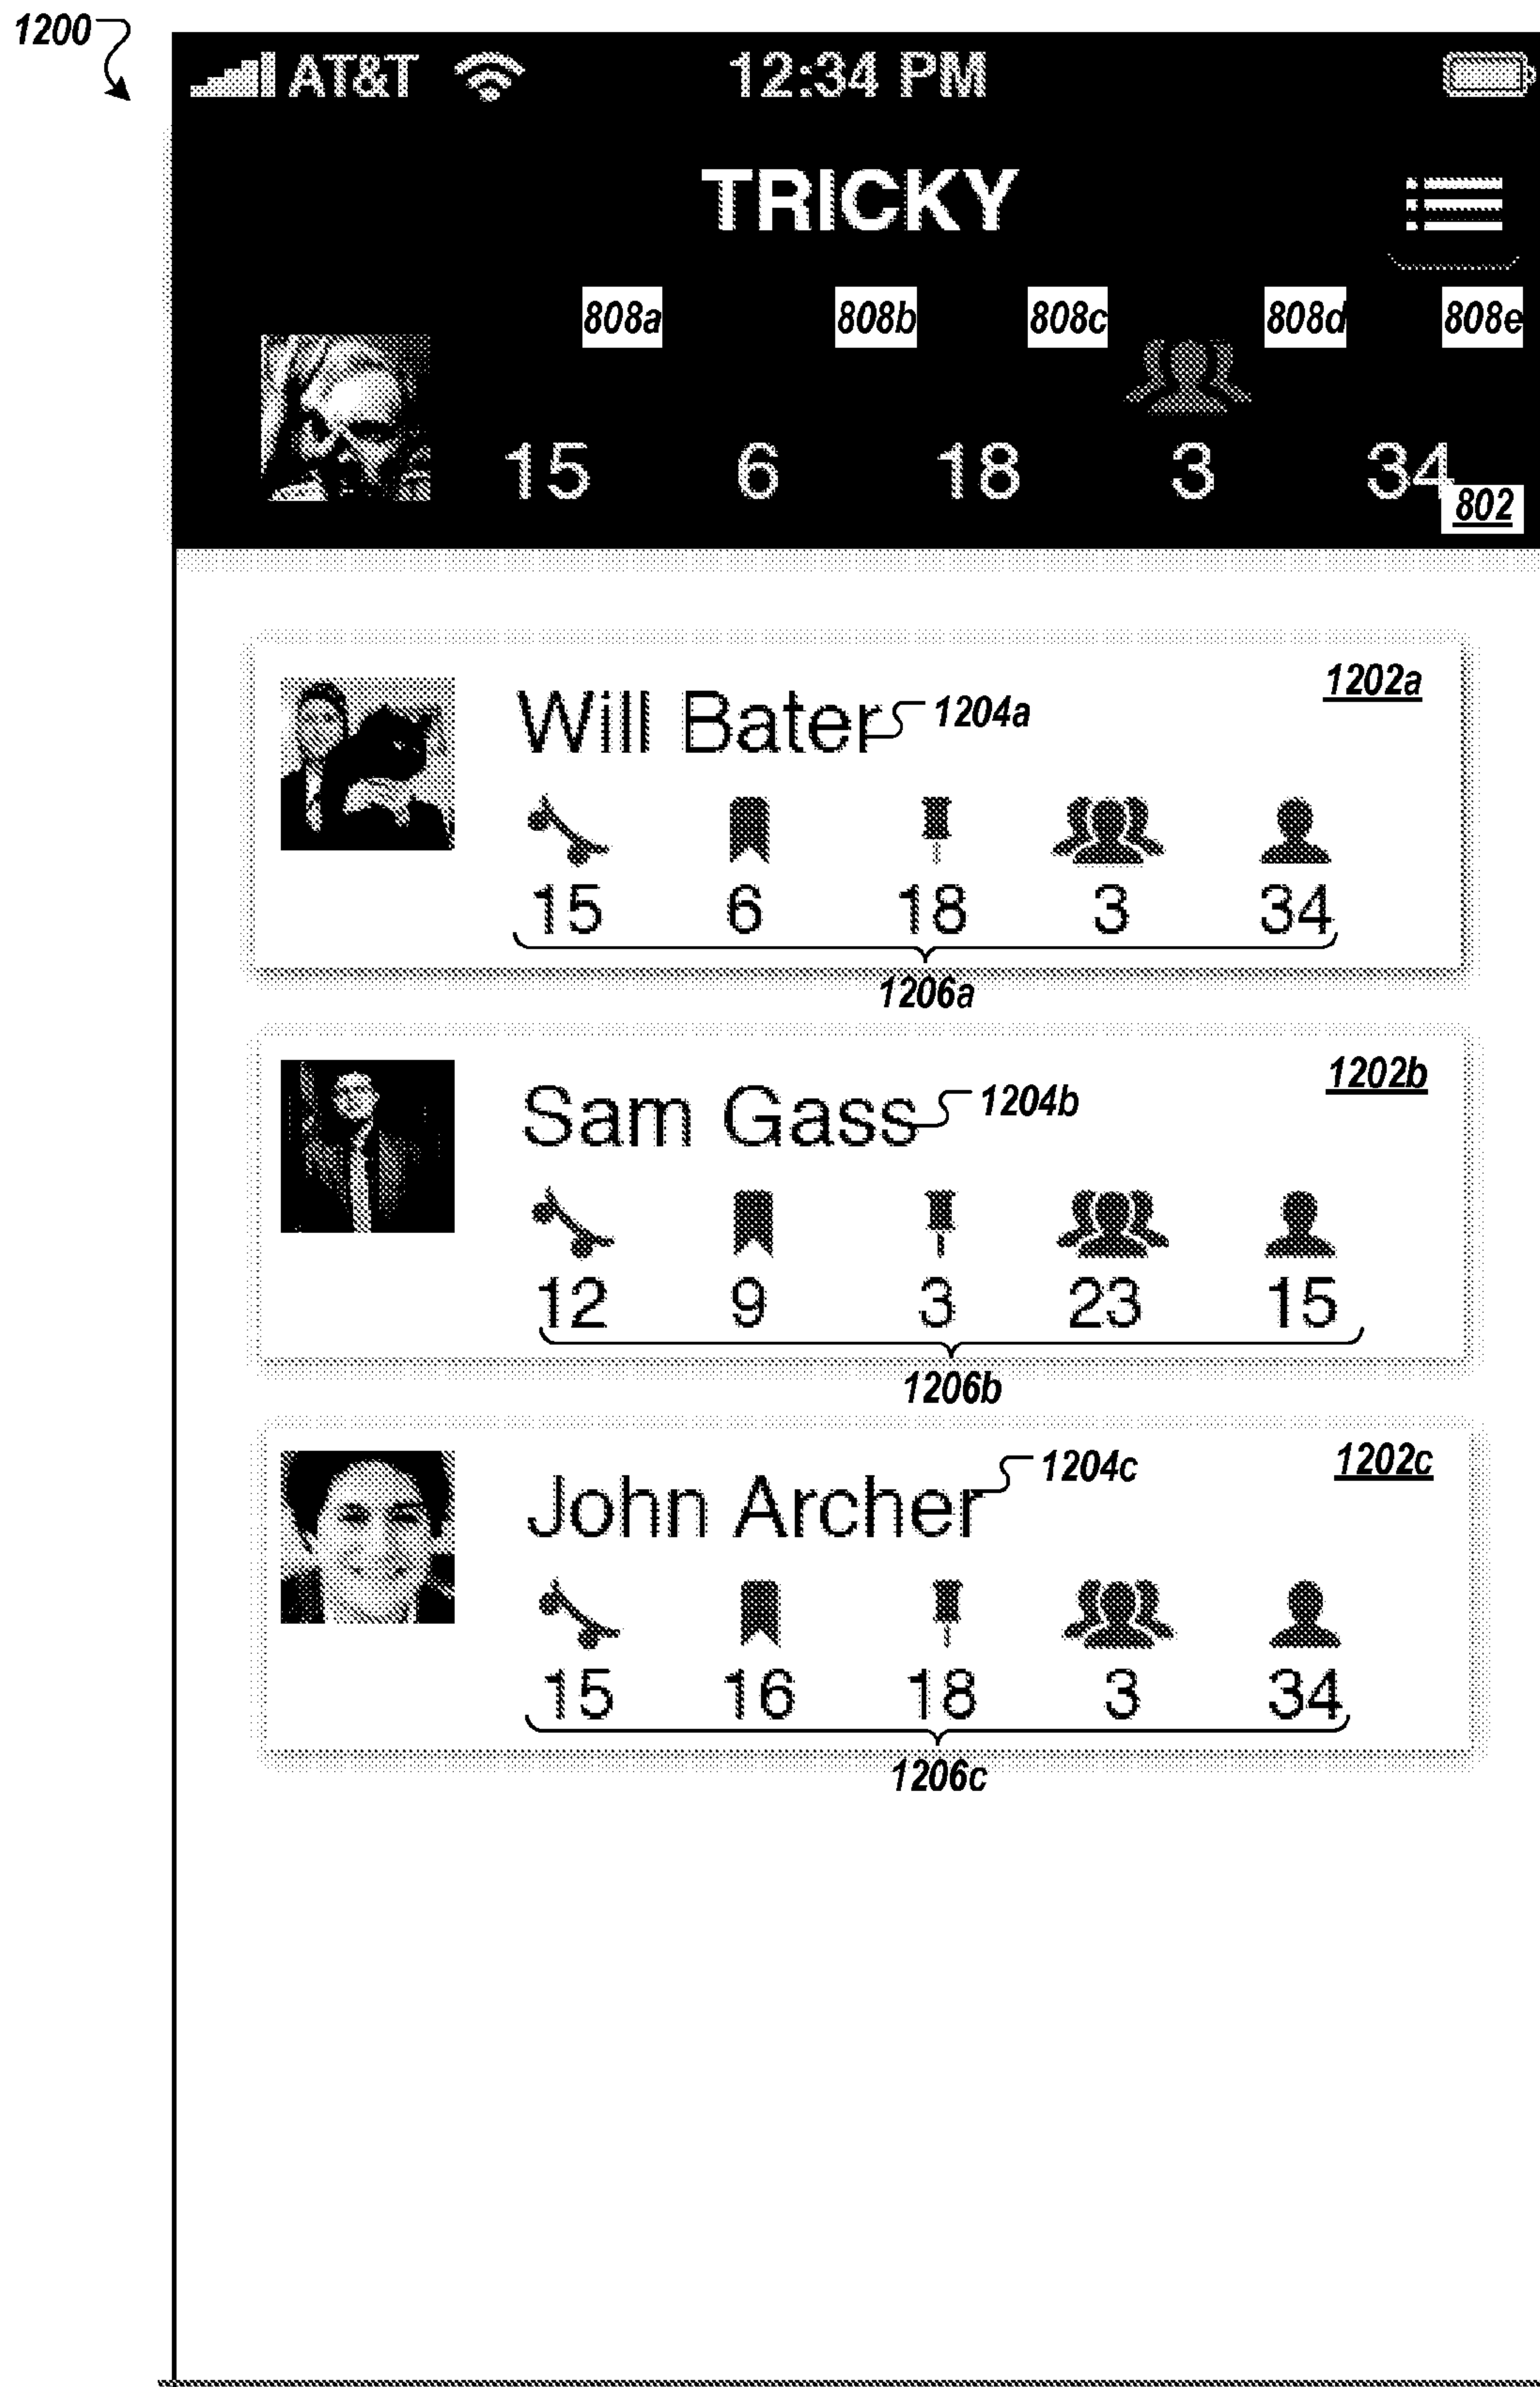 1200
AT&T 12:34 PM
TRICKY
808a 808b 808c 808d 808e
15 6 18 3 34
802
1202a
Will Bater 1204a
15 6 18 3 34
1206a
1202b
Sam Gass 1204b
12 9 3 23 15
1206b
1202c
John Archer 1204c
15 16 18 3 34
1206c